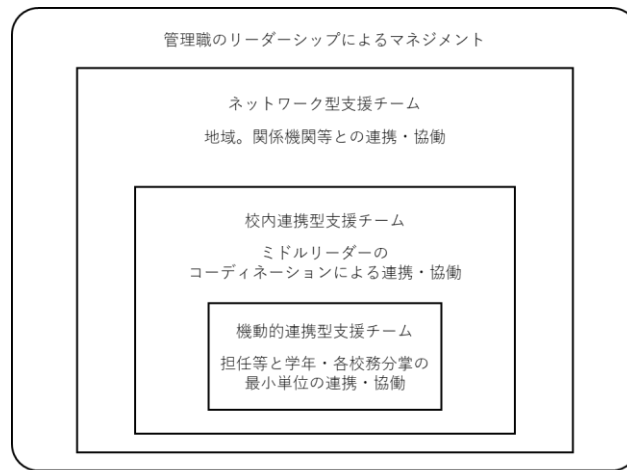 管理職のリーダーシップによるマネジメント
ネットワーク型支援チーム
地域。関係機関等との連携・協働
校内連携型支援チーム
ミドルリーダーの
コーディネーションによる連携・協働
機動的連携型支援チーム
担任等と学年・各校務分掌の
最小単位の連携・協働